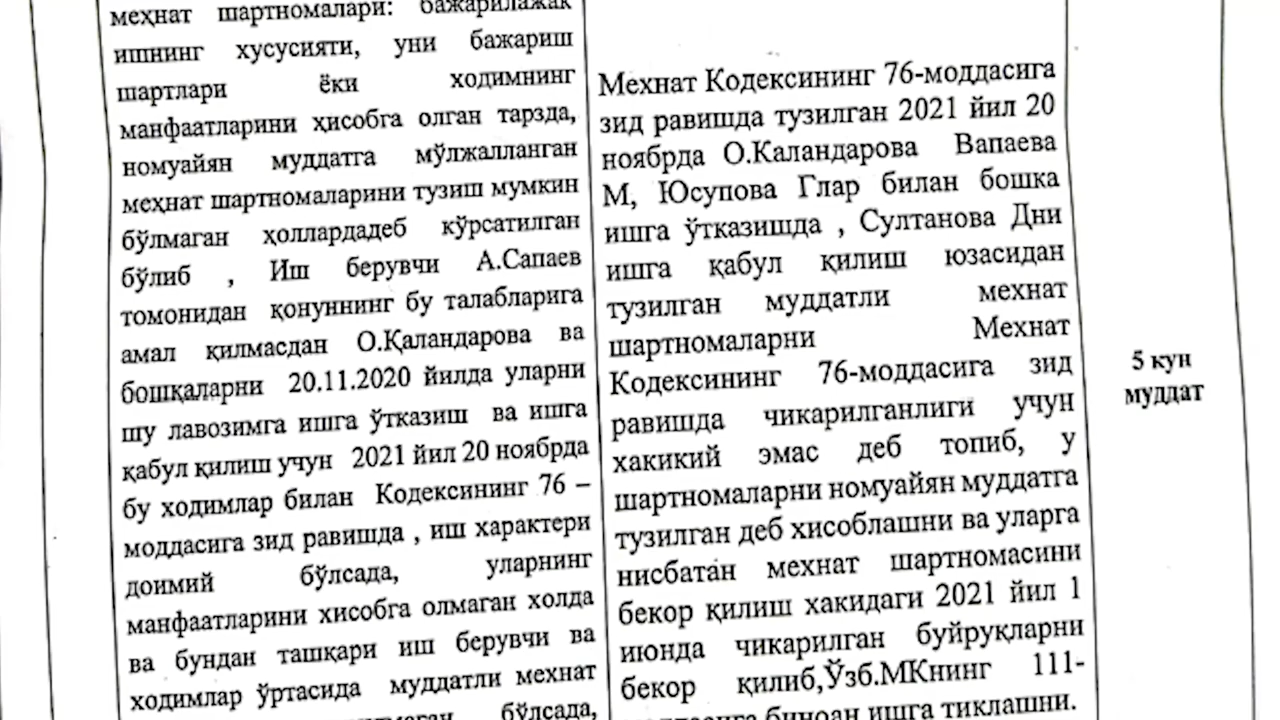 меҳнат шартномалари: бажарилажак
ишнинг хусусияти, уни бажариш
шартлари ёки ходимнинг
манфаатларини ҳисобга олган тарзда,
номуайян муддатга мўлжалланган
меҳнат шартномаларини тузиш мумкин
бўлмаган ҳоллардадеб кўрсатилган
бўлиб , Иш берувчи А.Сапаев
томонидан қонуннинг бу талабларига
амал қилмасдан О.Қаландарова ва
бошқаларни 20.11.2020 йилда уларни
шу лавозимга ишга ўтказиш ва ишга
қабул қилиш учун 2021 йил 20 ноябрда
бу ходимлар билан Кодексининг 76 –
моддасига зид равишда , иш характери
доимий бўлсада, уларнинг
манфаатларини хисобга олмаган холда
ва бундан ташқари иш берувчи ва
ходимлар ўртасида муддатли мехнат
бўлсада,
Мехнат Кодексининг 76-моддасига
зид равишда тузилган 2021 йил 20
ноябрда О.Каландарова Вапаева
М, Юсупова Глар билан бошка
ишга ўтказишда , Султанова Дни
ишга қабул қилиш юзасидан
тузилган муддатли мехнат
шартномаларни Мехнат
Кодексининг 76-моддасига зид
равишда чикарилганлиги учун
хакикий эмас деб топиб, у
шартномаларни номуайян муддатга
тузилган деб хисоблашни ва уларга
нисбатан мехнат шартномасини
бекор қилиш хакидаги 2021 йил 1
июнда чикарилган буйруқларни
бекор қилиб,Ўзб.МКнинг 111-
биноан ишга тиклашни.
5 кун
муддат